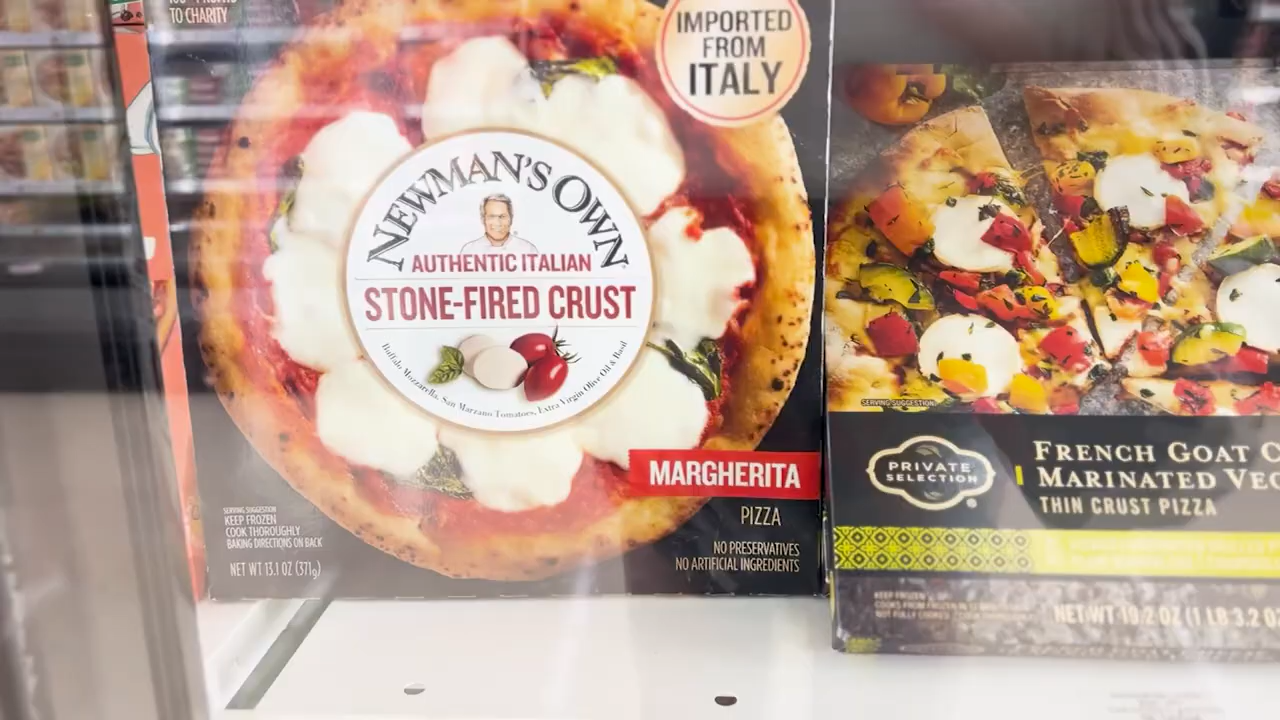 TO CHARITY
IMPORTED
FROM
ITALY
NEWMAN'S OWN
AUTHENTIC ITALIAN
STONE-FIRED CRUST
Buffalo Mozzarella, San Marzano Tomatoes, Extra Virgin Olive Oil & Basil
MARGHERITA
PIZZA
NO PRESERVATIVES
NO ARTIFICIAL INGREDIENTS
SERVING SUGGESTION
KEEP FROZEN
COOK THOROUGHLY
BAKING DIRECTIONS ON BACK
NET WT 13.1 OZ (371g)
SERVING SUGGESTION
PRIVATE
SELECTION
FRENCH GOAT C
MARINATED VEG
THIN CRUST PIZZA
KEEP FROZEN
NET WT 19.2 OZ (1 LB 3.2 OZ